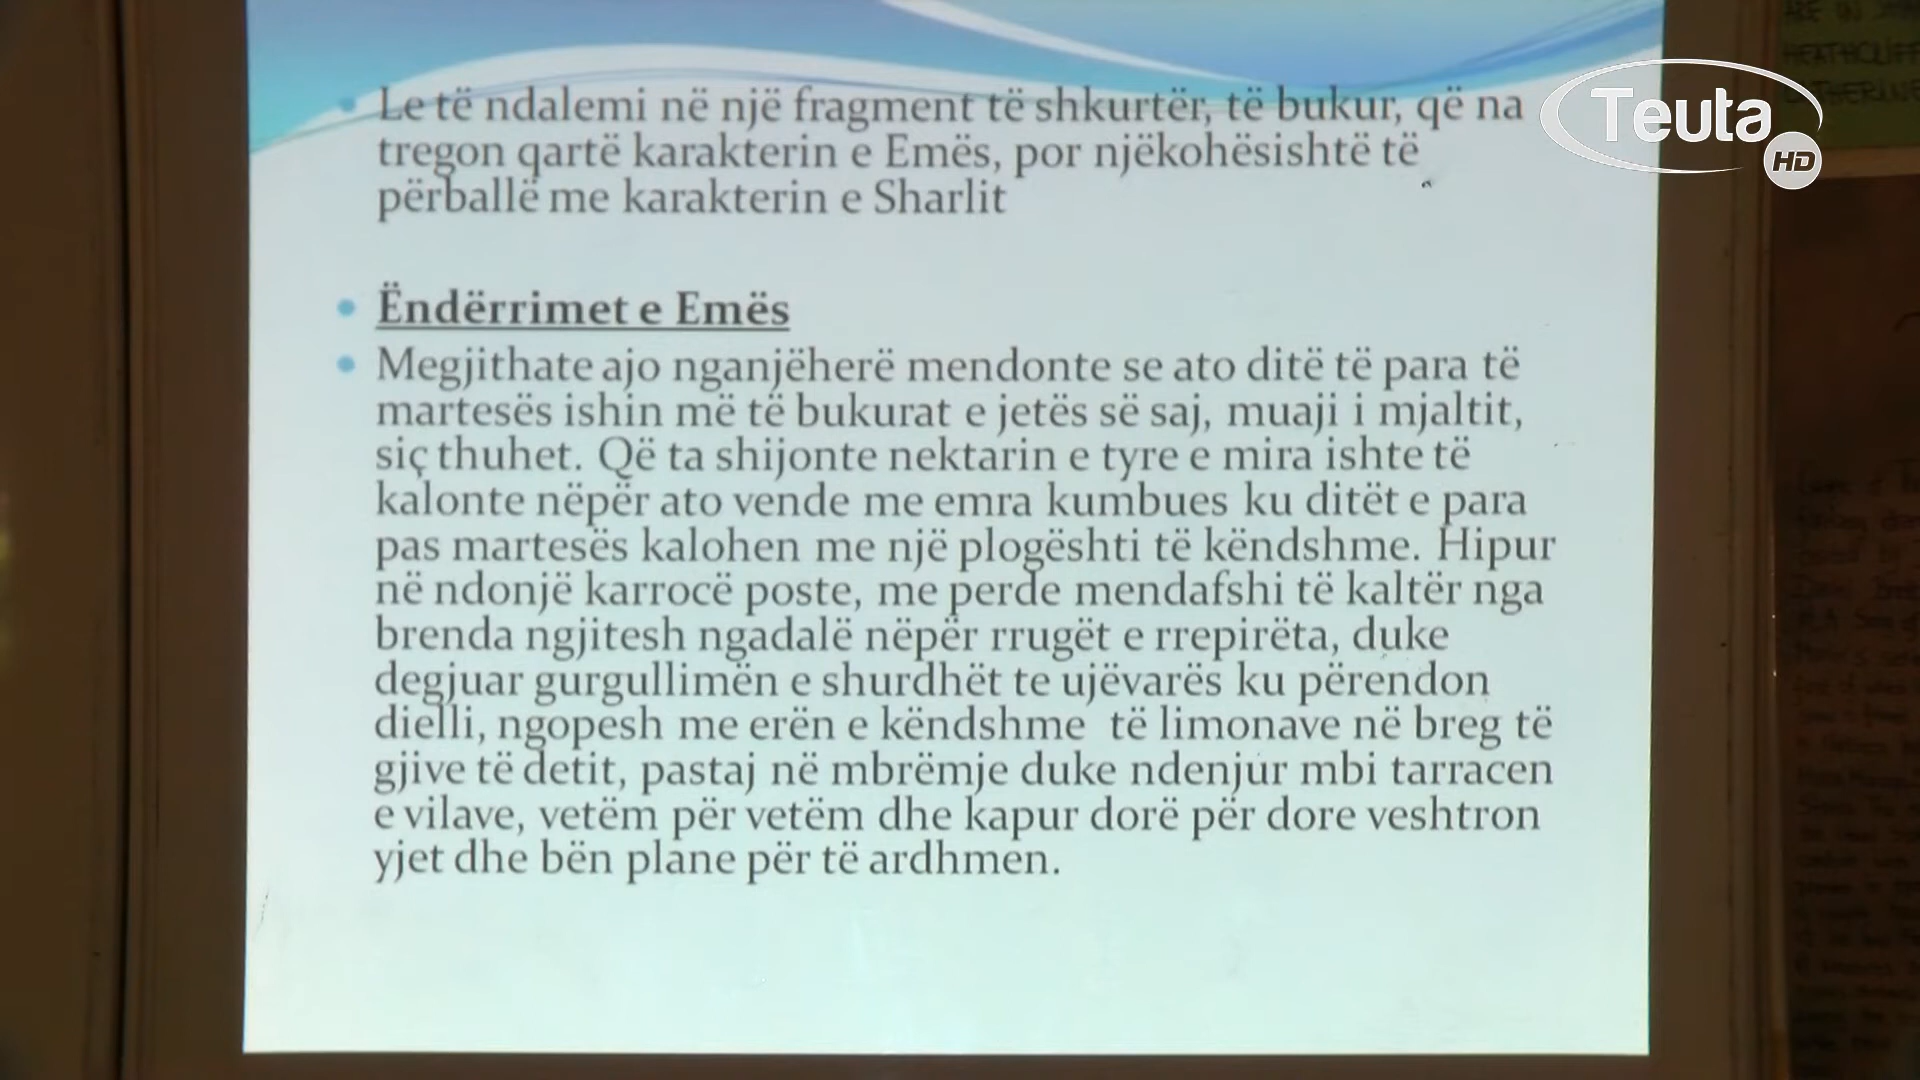 Le të ndalemi në një fragment të shkurtër, të bukur, që na
tregon qartë karakterin e Emës, por njëkohësishtë të
përballë me karakterin e Sharlit
Ëndërrimet e Emës
Megjithate ajo nganjëherë mendonte se ato ditë të para të
martesës ishin më të bukurat e jetës së saj, muaji i mjaltit,
siç thuhet. Që ta shijonte nektarin e tyre e mira ishte të
kalonte nëpër ato vende me emra kumbues ku ditët e para
pas martesës kalohen me një plogështi të këndshme. Hipur
në ndonjë karrocë poste, me perde mendafshi të kaltër nga
brenda ngjitesh ngadalë nëpër rrugët e rrepirëta, duke
degjuar gurgullimën e shurdhët te ujëvarës ku përendon
dielli, ngopesh me erën e këndshme të limonave në breg të
gjive të detit, pastaj në mbrëmje duke ndenjur mbi tarracen
e vilave, vetëm për vetëm dhe kapur dorë për dore veshtron
yjet dhe bën plane për të ardhmen.
Teuta
HD
HEATHCLIFF